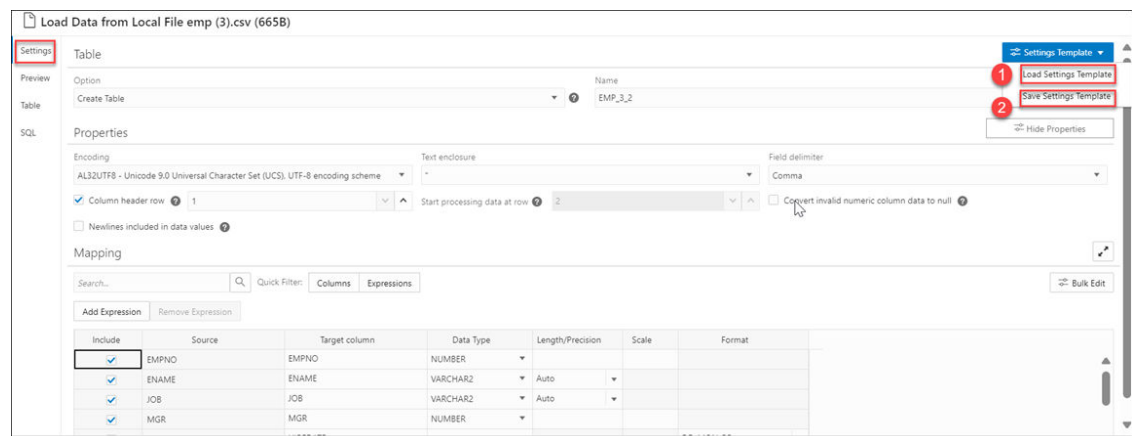 Load Data from Local File emp (3).csv (665B)
Settings
Table
Settings Template
Preview
Option
Name
1
Load Settings Template
Table
Create Table
EMP_3_2
2
Save Settings Template
SQL
Properties
Hide Properties
Encoding
Text enclosure
Field delimiter
AL32UTF8 - Unicode 9.0 Universal Character Set (UCS), UTF-8 encoding scheme
"
Comma
Column header row
1
Start processing data at row
2
Convert invalid numeric column data to null
Newlines included in data values
Mapping
Search...
Quick Filter:
Columns
Expressions
Bulk Edit
Add Expression
Remove Expression
Include Source Target column Data Type Length/Precision Scale Format
EMPNO EMPNO NUMBER
ENAME ENAME VARCHAR2 Auto
JOB JOB VARCHAR2 Auto
MGR MGR NUMBER